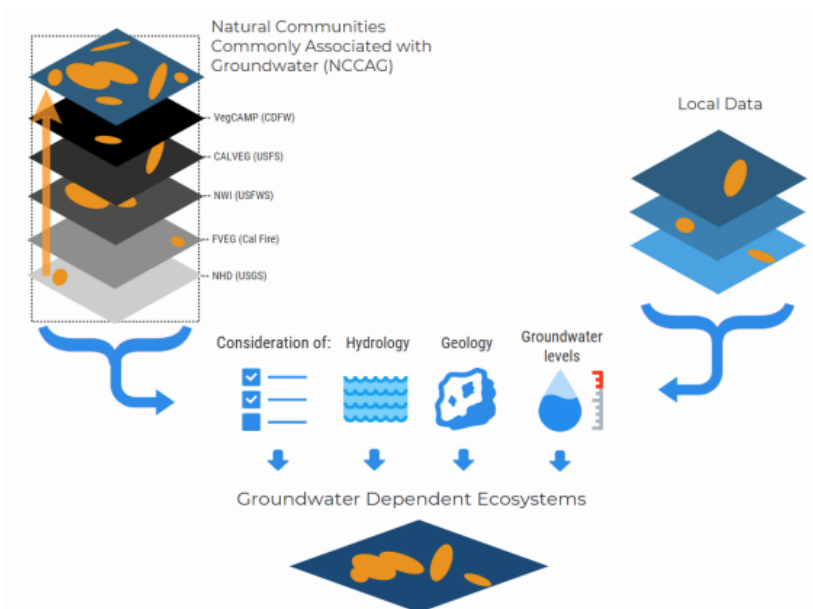 Natural Communities
Commonly Associated with
Groundwater (NCCAG)
VegCAMP (CDFW)
CALVEG (USFS)
NWI (USFWS)
FVEG (Cal Fire)
NHD (USGS)
Local Data
Consideration of:
Hydrology
Geology
Groundwater
levels
Groundwater Dependent Ecosystems